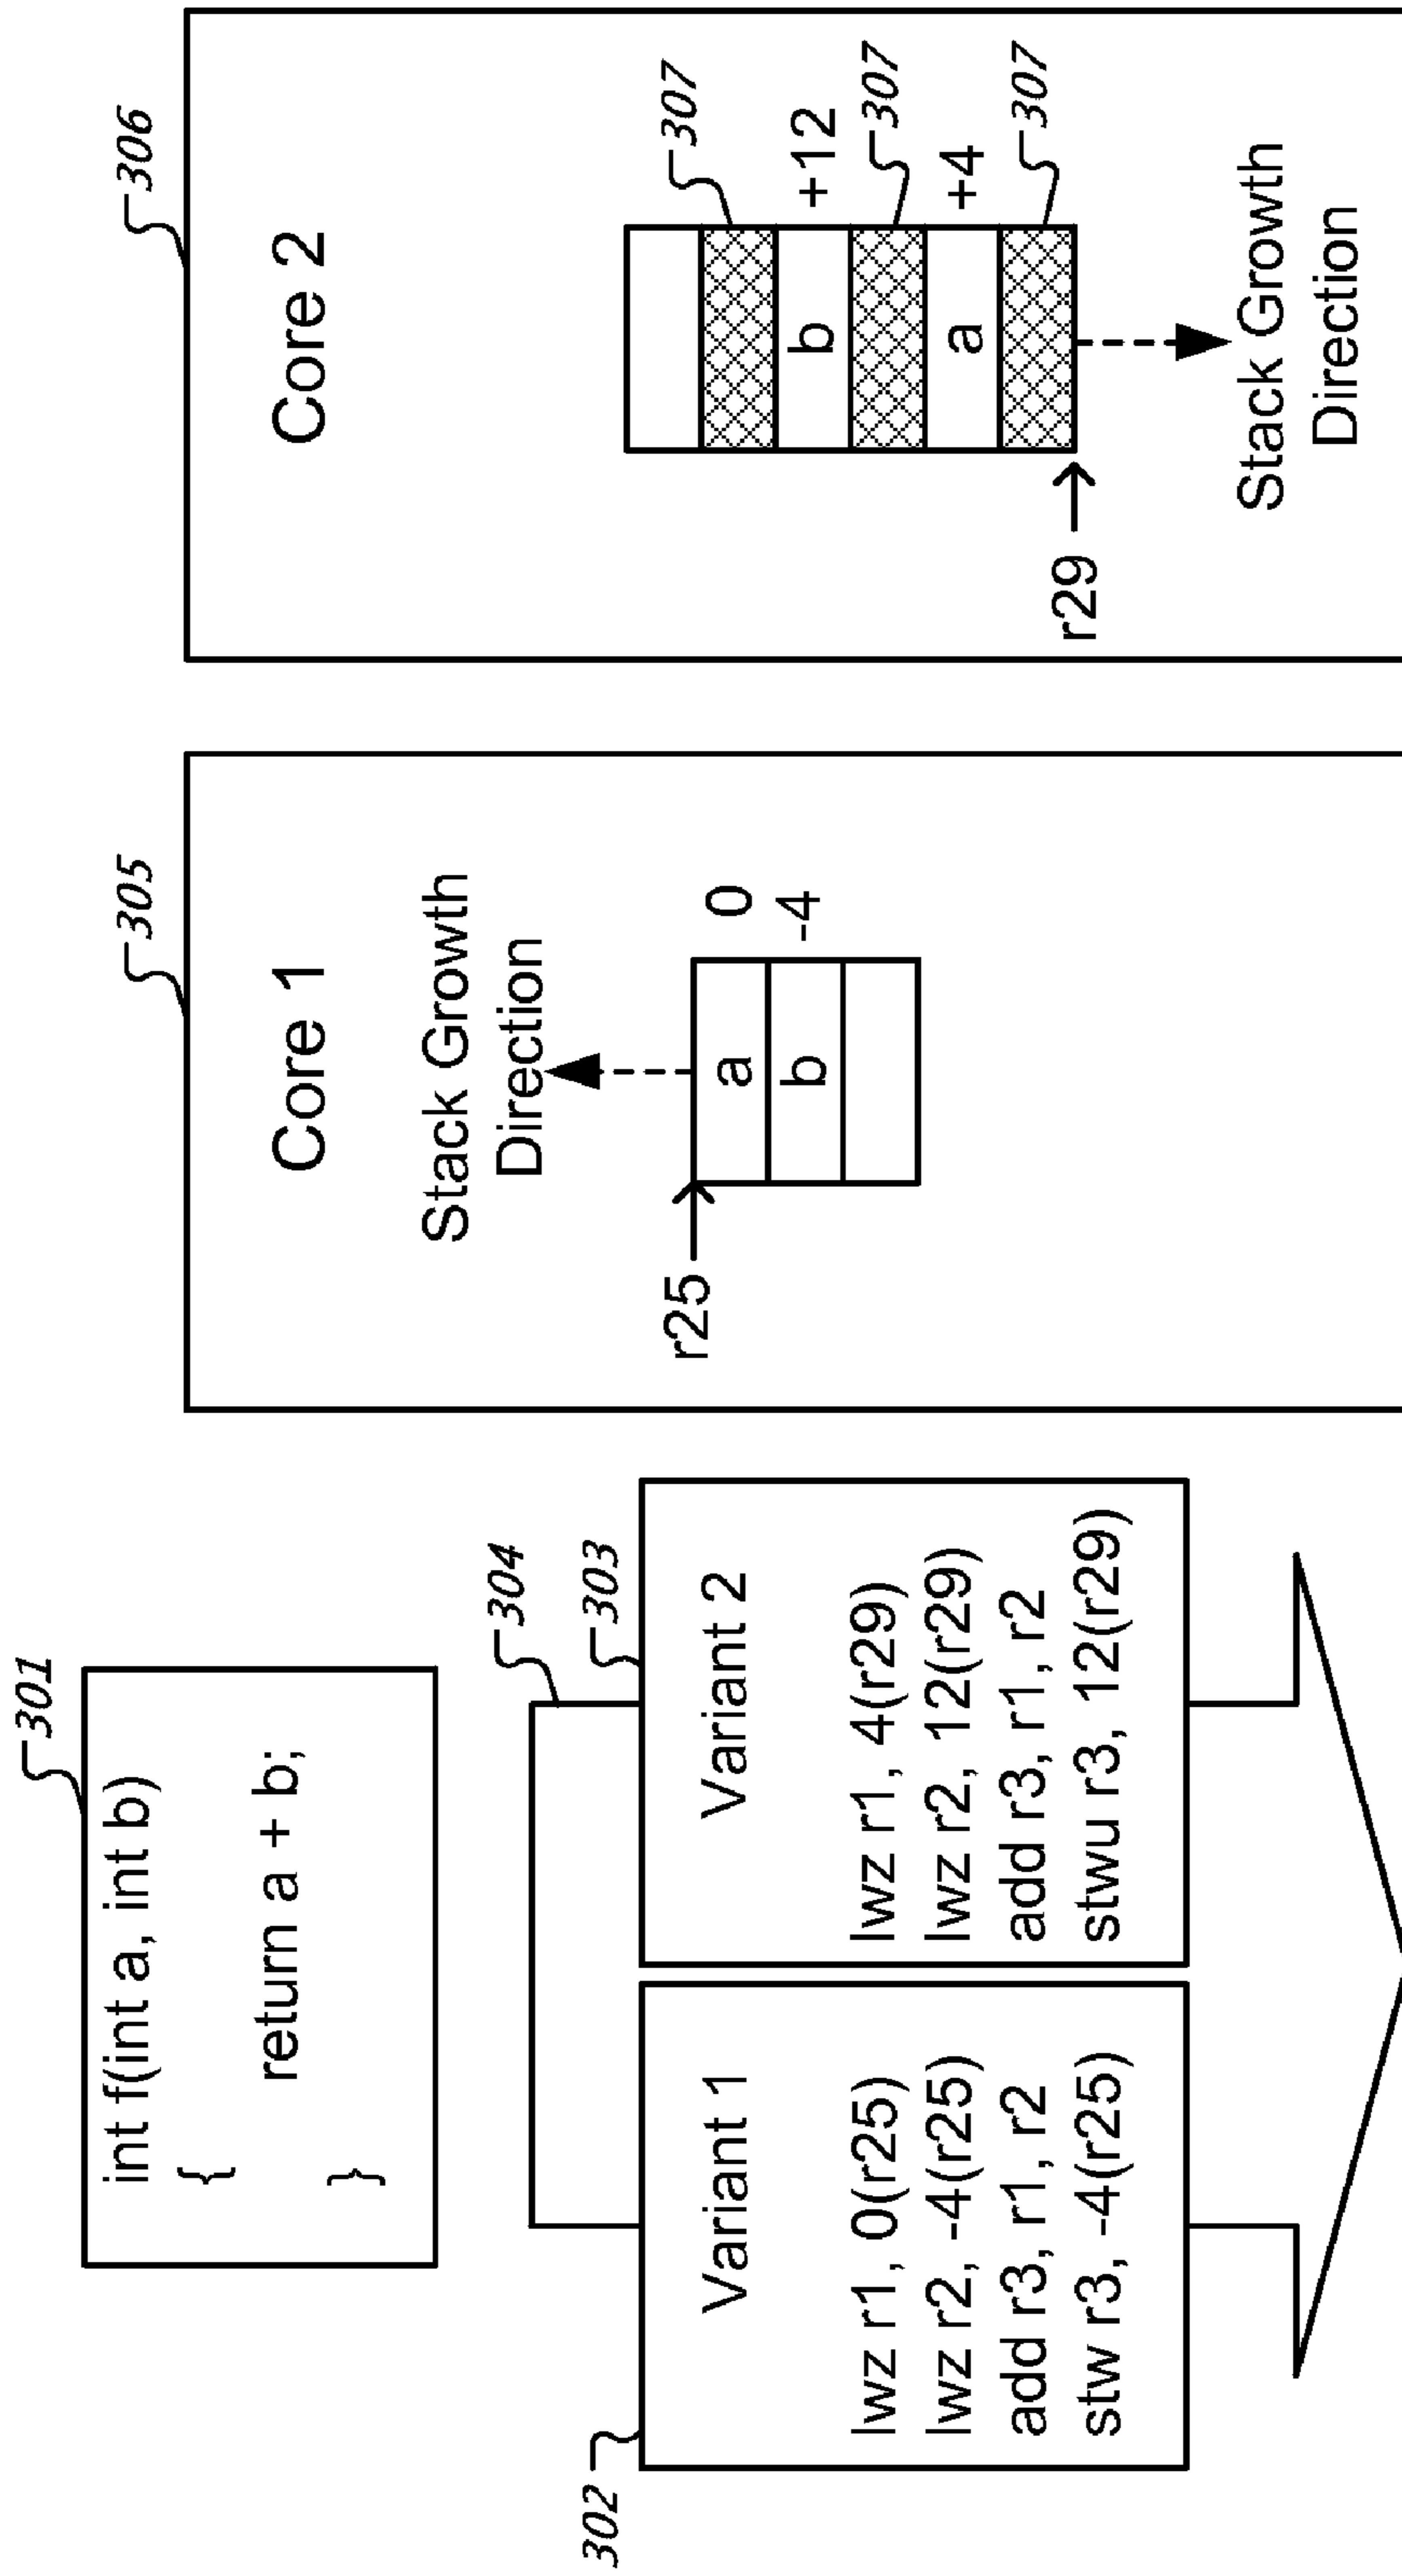 301
int f(int a, int b)
{
return a + b;
}
304
302
303
Variant 1
lwz r1, 0(r25)
lwz r2, -4(r25)
add r3, r1, r2
stw r3, -4(r25)
Variant 2
lwz r1, 4(r29)
lwz r2, 12(r29)
add r3, r1, r2
stwu r3, 12(r29)
305
Core 1
Stack Growth
Direction
r25
a 0
b -4
306
Core 2
307
b +12
307
a +4
307
r29
Stack Growth
Direction